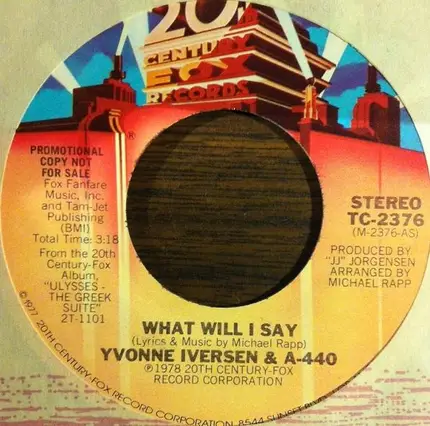 20TH
CENTURY
FOX
RECORDS
®
PROMOTIONAL
COPY NOT
FOR SALE
Fox Fanfare
Music, Inc.
and Tam-Jet
Publishing
(BMI)
Total Time: 3:18
From the 20th
Century-Fox
Album,
"ULYSSES -
THE GREEK
SUITE"
2T-1101
STEREO
TC-2376
(M-2376-AS)
PRODUCED BY
"JJ" JORGENSEN
ARRANGED BY
MICHAEL RAPP
WHAT WILL I SAY
(Lyrics & Music by Michael Rapp)
YVONNE IVERSEN & A-440
℗1978 20TH CENTURY-FOX
RECORD CORPORATION
©1977 20TH CENTURY-FOX RECORD CORPORATION, 8544 SUNSET